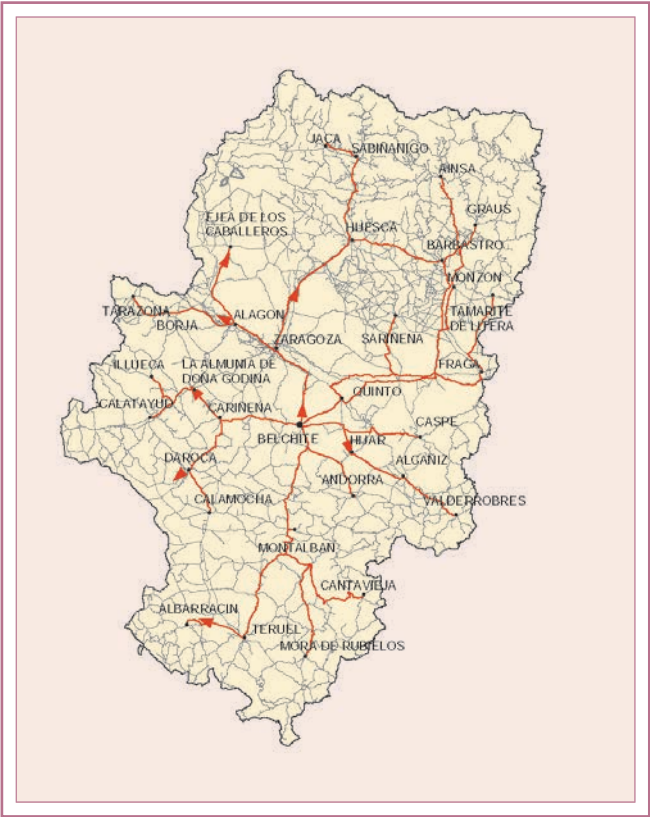 JACA
SABIÑANIGO
AINSA
GRAUS
EJEA DE LOS
CABALLEROS
HUESCA
BARBASTRO
MONZON
TARAZONA
BORJA
ALAGON
TAMARITE
DE LITERA
ZARAGOZA
SARIÑENA
ILLUECA
LA ALMUNIA DE
DOÑA GODINA
FRAGA
CALATAYUD
CARIÑENA
QUINTO
CASPE
BELCHITE
HIJAR
DAROCA
ALCAÑIZ
ANDORRA
CALAMOCHA
VALDERROBRES
MONTALBAN
CANTAVIEJA
ALBARRACIN
TERUEL
MORA DE RUBIELOS